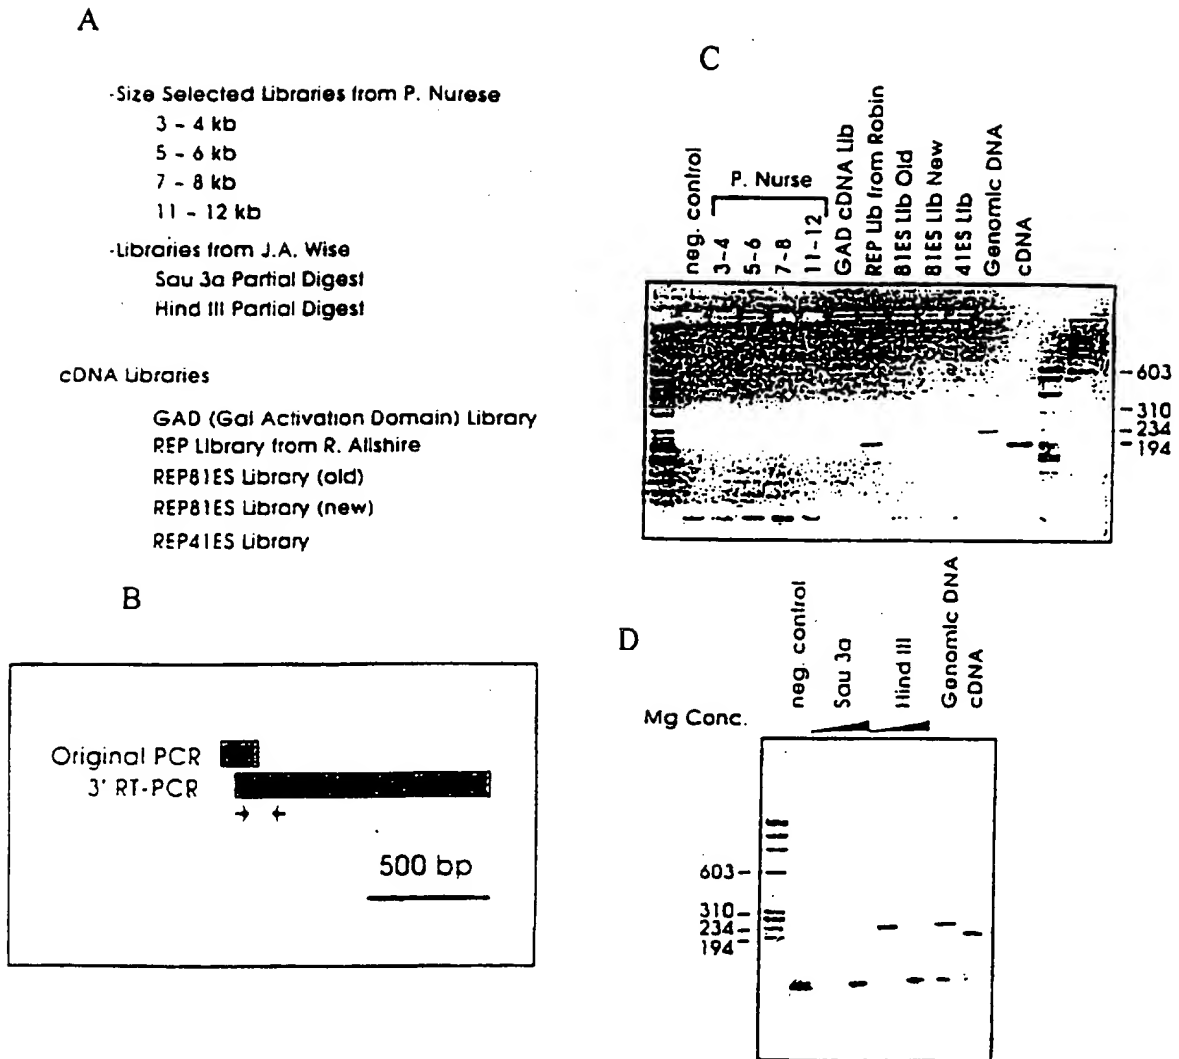 A
-Size Selected Libraries from P. Nurese
3 - 4 kb
5 - 6 kb
7 - 8 kb
11 - 12 kb
-Libraries from J.A. Wise
Sau 3a Partial Digest
Hind III Partial Digest
cDNA Libraries
GAD (Gal Activation Domain) Library
REP Library from R. Allshire
REP81ES Library (old)
REP81ES Library (new)
REP41ES Library
B
Original PCR
3' RT-PCR
500 bp
C
neg. control
P. Nurse
3-4
5-6
7-8
11-12
GAD cDNA Lib
REP Lib from Robin
81ES Lib Old
81ES Lib New
41ES Lib
Genomic DNA
cDNA
603
310
234
194
D
neg. control
Sau 3a
Hind III
Genomic DNA
cDNA
Mg Conc.
603
310
234
194